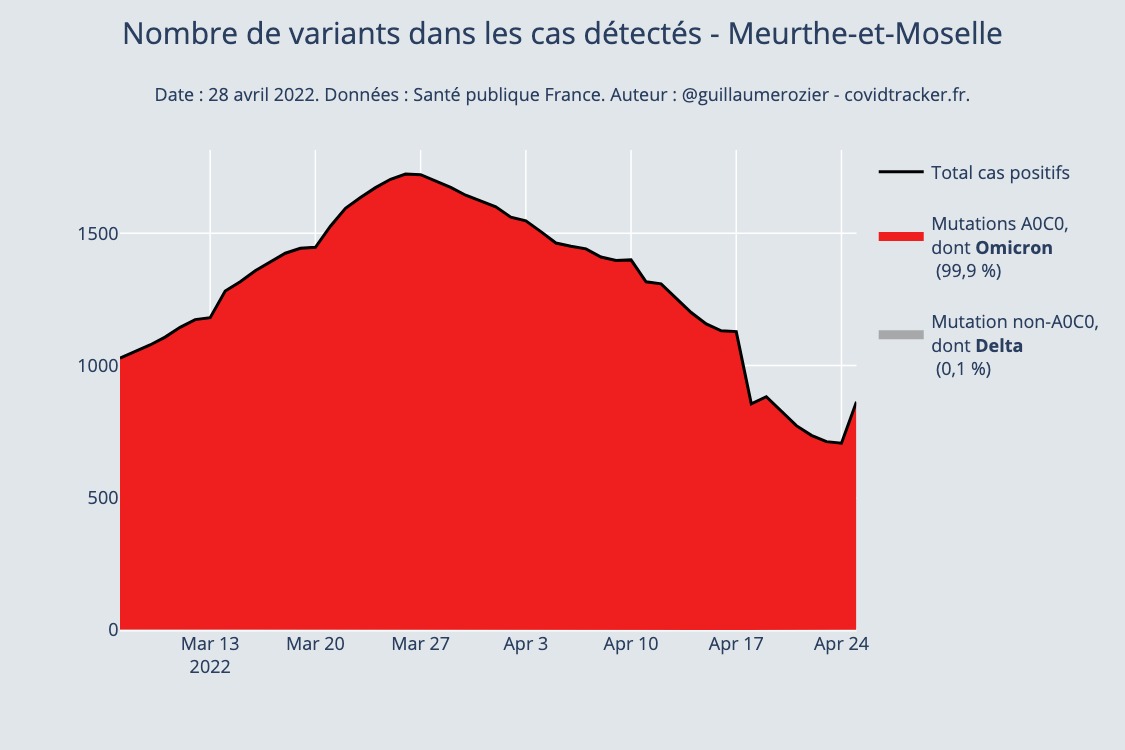 Nombre de variants dans les cas détectés - Meurthe-et-Moselle
Date : 28 avril 2022. Données : Santé publique France. Auteur : @guillaumerozier - covidtracker.fr.
Total cas positifs
Mutations A0C0,
dont Omicron
(99,9 %)
Mutation non-A0C0,
dont Delta
(0,1 %)
1500
1000
500
0
Mar 13
2022
Mar 20
Mar 27
Apr 3
Apr 10
Apr 17
Apr 24